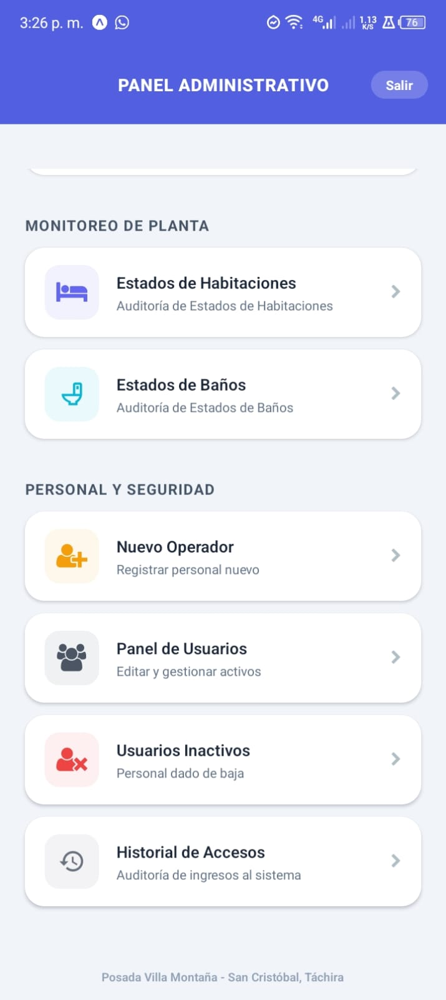 3:26 p. m.
4G
1.13
K/S
76
PANEL ADMINISTRATIVO
Salir
MONITOREO DE PLANTA
Estados de Habitaciones
Auditoría de Estados de Habitaciones
Estados de Baños
Auditoría de Estados de Baños
PERSONAL Y SEGURIDAD
Nuevo Operador
Registrar personal nuevo
Panel de Usuarios
Editar y gestionar activos
Usuarios Inactivos
Personal dado de baja
Historial de Accesos
Auditoría de ingresos al sistema
Posada Villa Montaña - San Cristóbal, Táchira